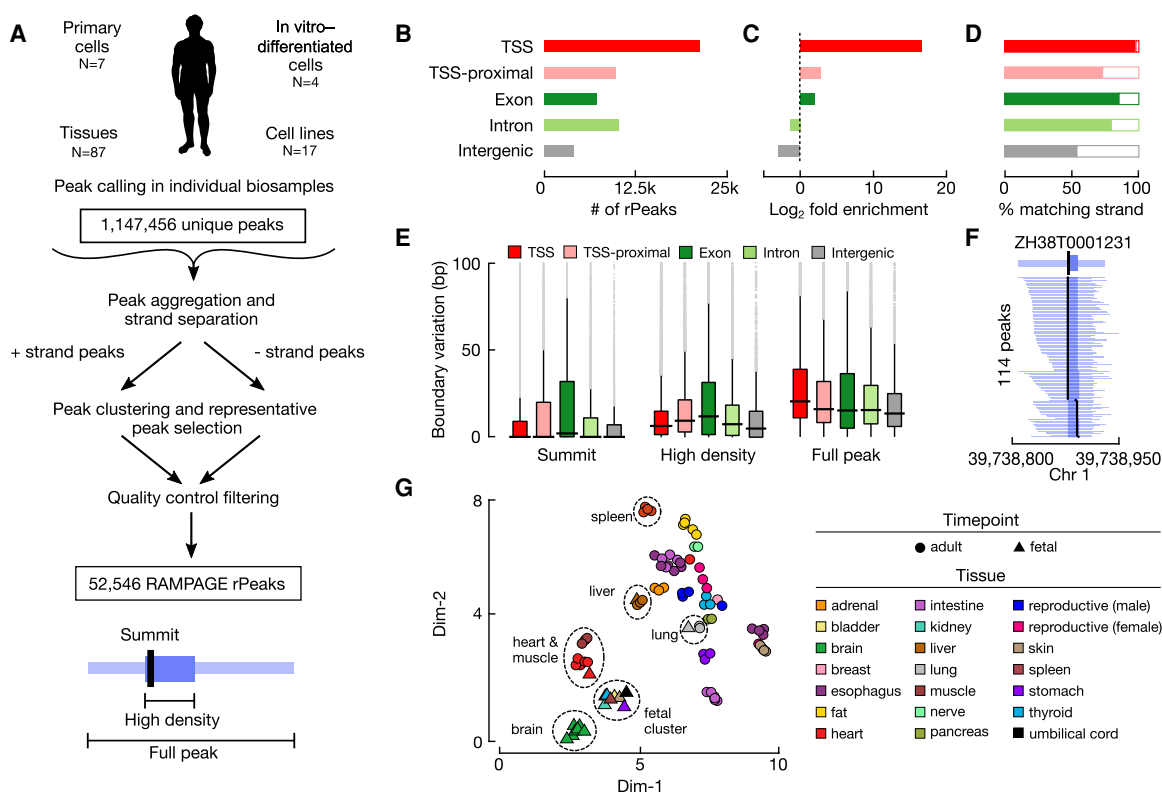 A
Primary
cells
N=7
In vitro–
differentiated
cells
N=4
Tissues
N=87
Cell lines
N=17
Peak calling in individual biosamples
1,147,456 unique peaks
Peak aggregation and
strand separation
+ strand peaks
- strand peaks
Peak clustering and representative
peak selection
Quality control filtering
52,546 RAMPAGE rPeaks
Summit
High density
Full peak
B
TSS
TSS-proximal
Exon
Intron
Intergenic
0 12.5k 25k
# of rPeaks
C
0 10 20
Log2 fold enrichment
D
0 50 100
% matching strand
E
TSS TSS-proximal Exon Intron Intergenic
Boundary variation (bp)
100
50
0
Summit High density Full peak
F
ZH38T0001231
114 peaks
39,738,800 39,738,950
Chr 1
G
Dim-2
8
4
0
spleen
liver
lung
heart &
muscle
brain
fetal
cluster
0 5 10
Dim-1
Timepoint
adult fetal
Tissue
adrenal intestine reproductive (male)
bladder kidney reproductive (female)
brain liver skin
breast lung spleen
esophagus muscle stomach
fat nerve thyroid
heart pancreas umbilical cord